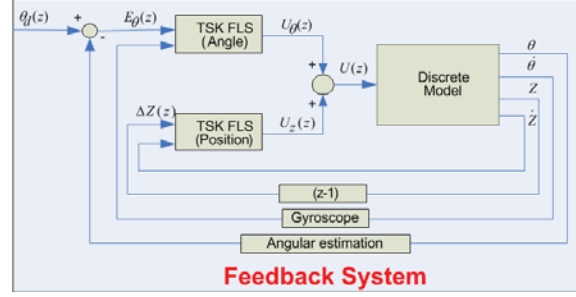 θd(z)
+
-
Eθ(z)
TSK FLS
(Angle)
Uθ(z)
+
+
U(z)
Discrete
Model
θ
θ̇
Z
Ż
ΔZ(z)
TSK FLS
(Position)
Uz(z)
(z-1)
Gyroscope
Angular estimation
Feedback System